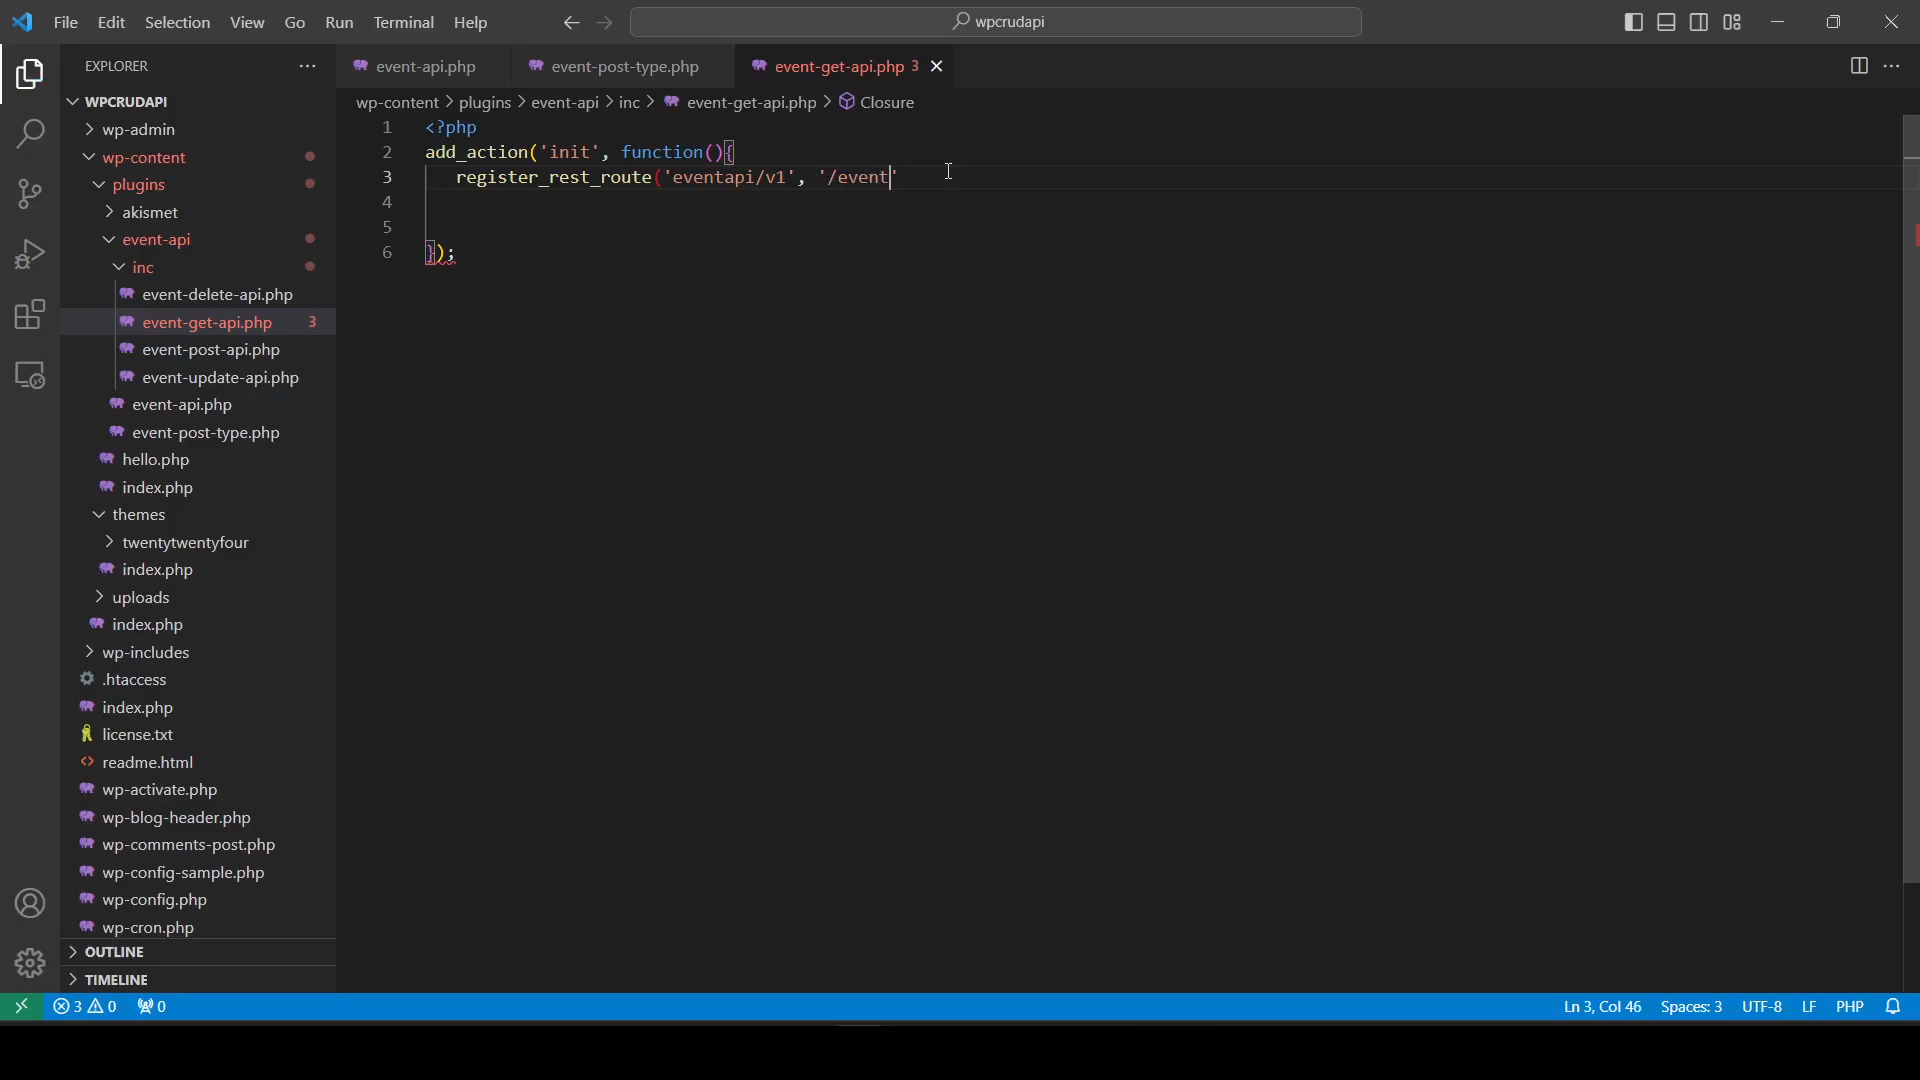 File Edit Selection View Go Run Terminal Help
wpcrudapi
EXPLORER
WPCRUDAPI
wp-admin
wp-content
plugins
akismet
event-api
inc
event-delete-api.php
event-get-api.php 3
event-post-api.php
event-update-api.php
event-api.php
event-post-type.php
hello.php
index.php
themes
twentytwentyfour
index.php
uploads
index.php
wp-includes
.htaccess
index.php
license.txt
readme.html
wp-activate.php
wp-blog-header.php
wp-comments-post.php
wp-config-sample.php
wp-config.php
wp-cron.php
OUTLINE
TIMELINE
event-api.php event-post-type.php event-get-api.php 3
wp-content > plugins > event-api > inc > event-get-api.php > Closure
1 <?php
2 add_action('init', function(){
3 register_rest_route('eventapi/v1', '/event'
4
5
6 });
3 0 0 Ln 3, Col 46 Spaces: 3 UTF-8 LF PHP